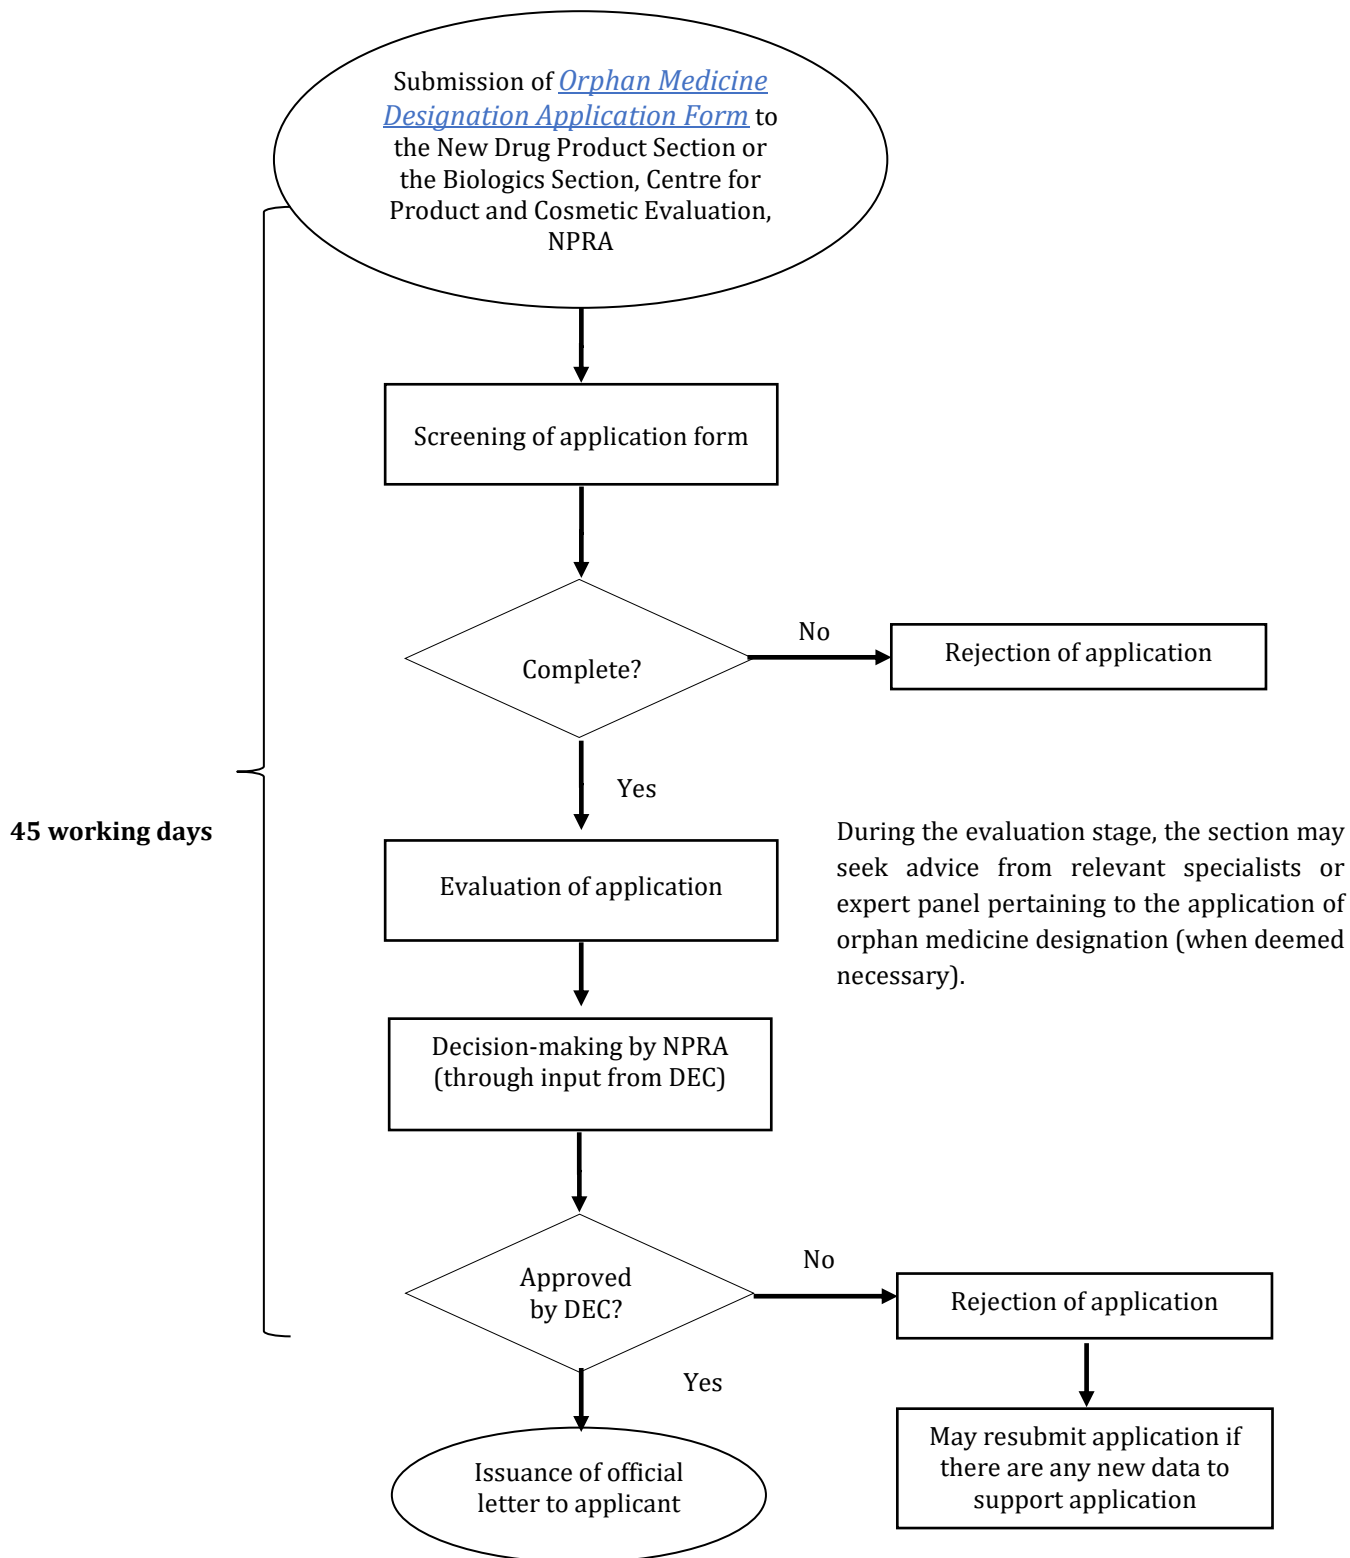 Submission of Orphan Medicine
Designation Application Form to
the New Drug Product Section or
the Biologics Section, Centre for
Product and Cosmetic Evaluation,
NPRA
Screening of application form
Complete?
No
Rejection of application
Yes
45 working days
Evaluation of application
During the evaluation stage, the section may
seek advice from relevant specialists or
expert panel pertaining to the application of
orphan medicine designation (when deemed
necessary).
Decision-making by NPRA
(through input from DEC)
Approved
by DEC?
No
Rejection of application
Yes
Issuance of official
letter to applicant
May resubmit application if
there are any new data to
support application